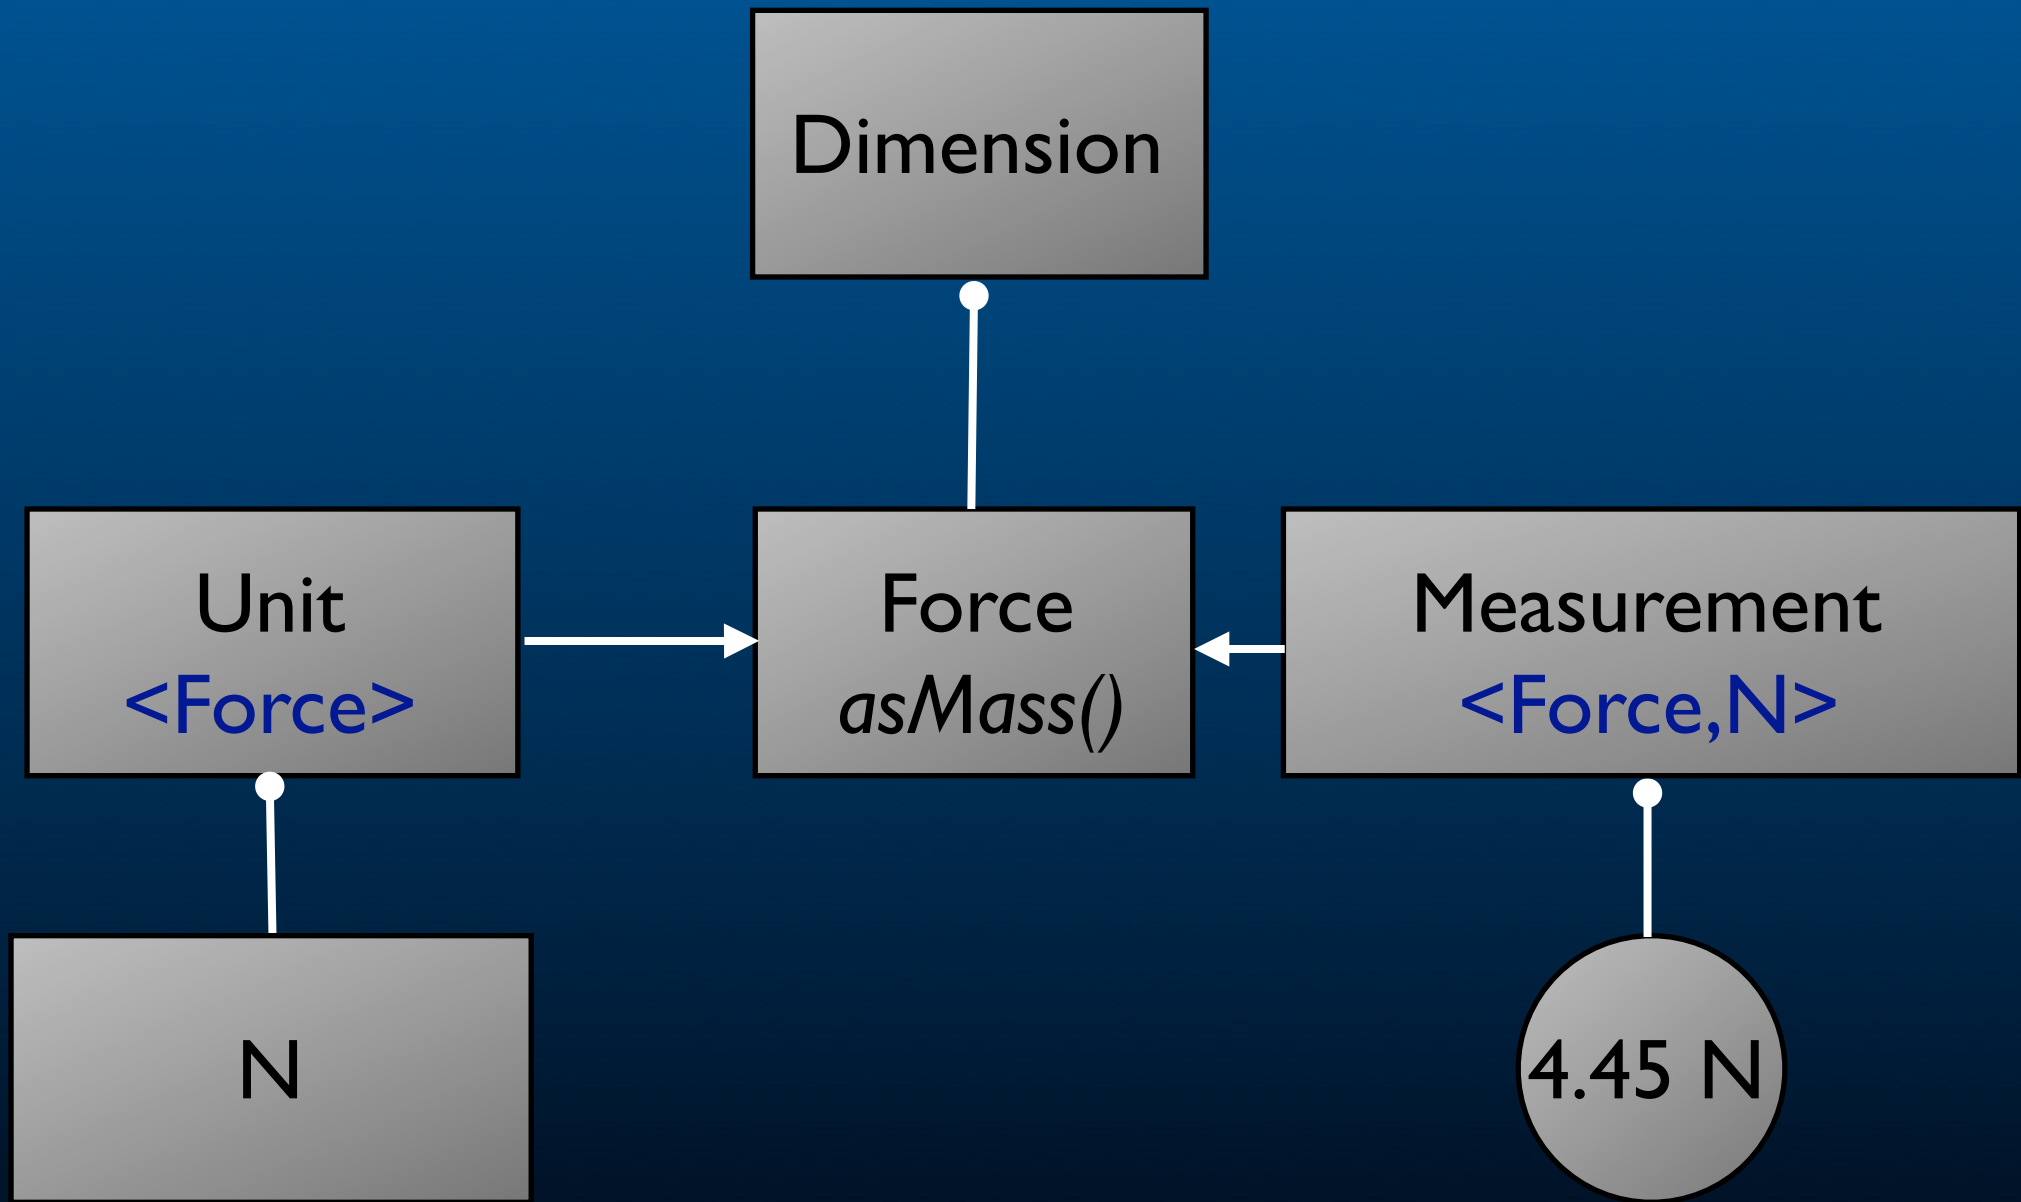 Dimension
Unit
<Force>
Force
asMass()
Measurement
<Force,N>
N
4.45 N